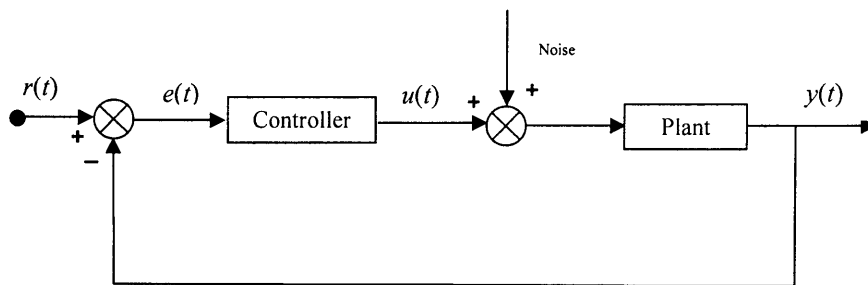 Noise
r(t)
e(t)
Controller
u(t)
Plant
y(t)
+
−
+
+